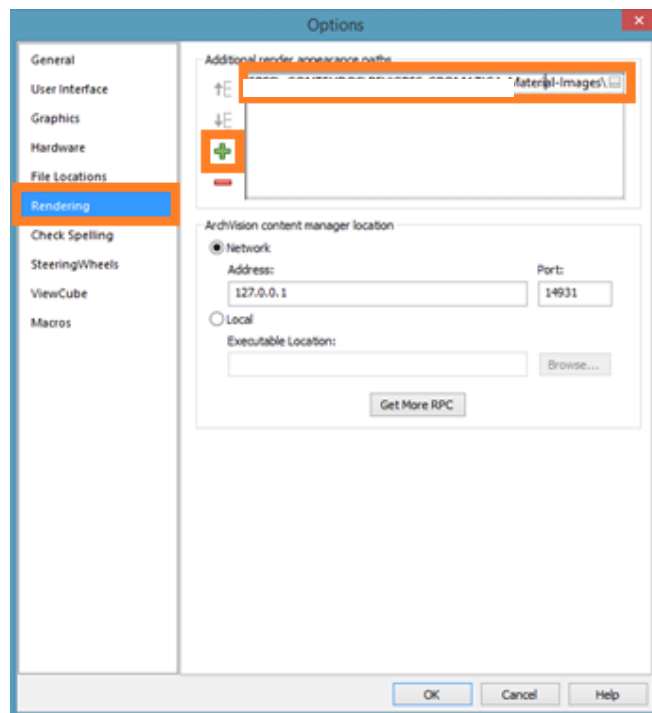 Options
General
User Interface
Graphics
Hardware
File Locations
Rendering
Check Spelling
SteeringWheels
ViewCube
Macros
Additional render appearance paths
Material-Images\
ArchVision content manager location
Network
Address:
Port:
127.0.0.1
14931
Local
Executable Location:
Browse...
Get More RPC
OK
Cancel
Help